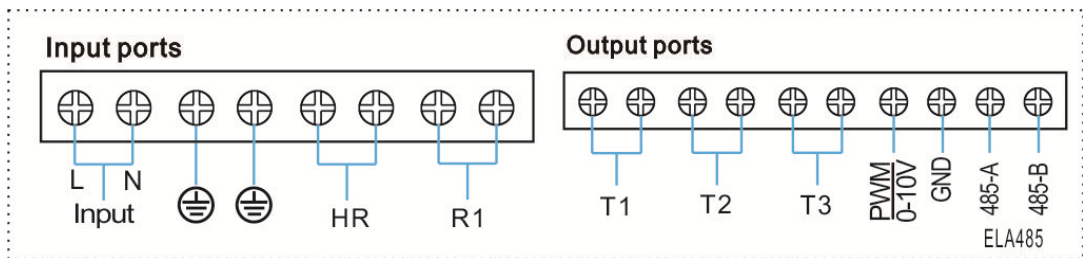 Input ports
L N
Input
HR
R1
Output ports
T1
T2
T3
PWM
0-10V
GND
485-A
485-B
ELA485